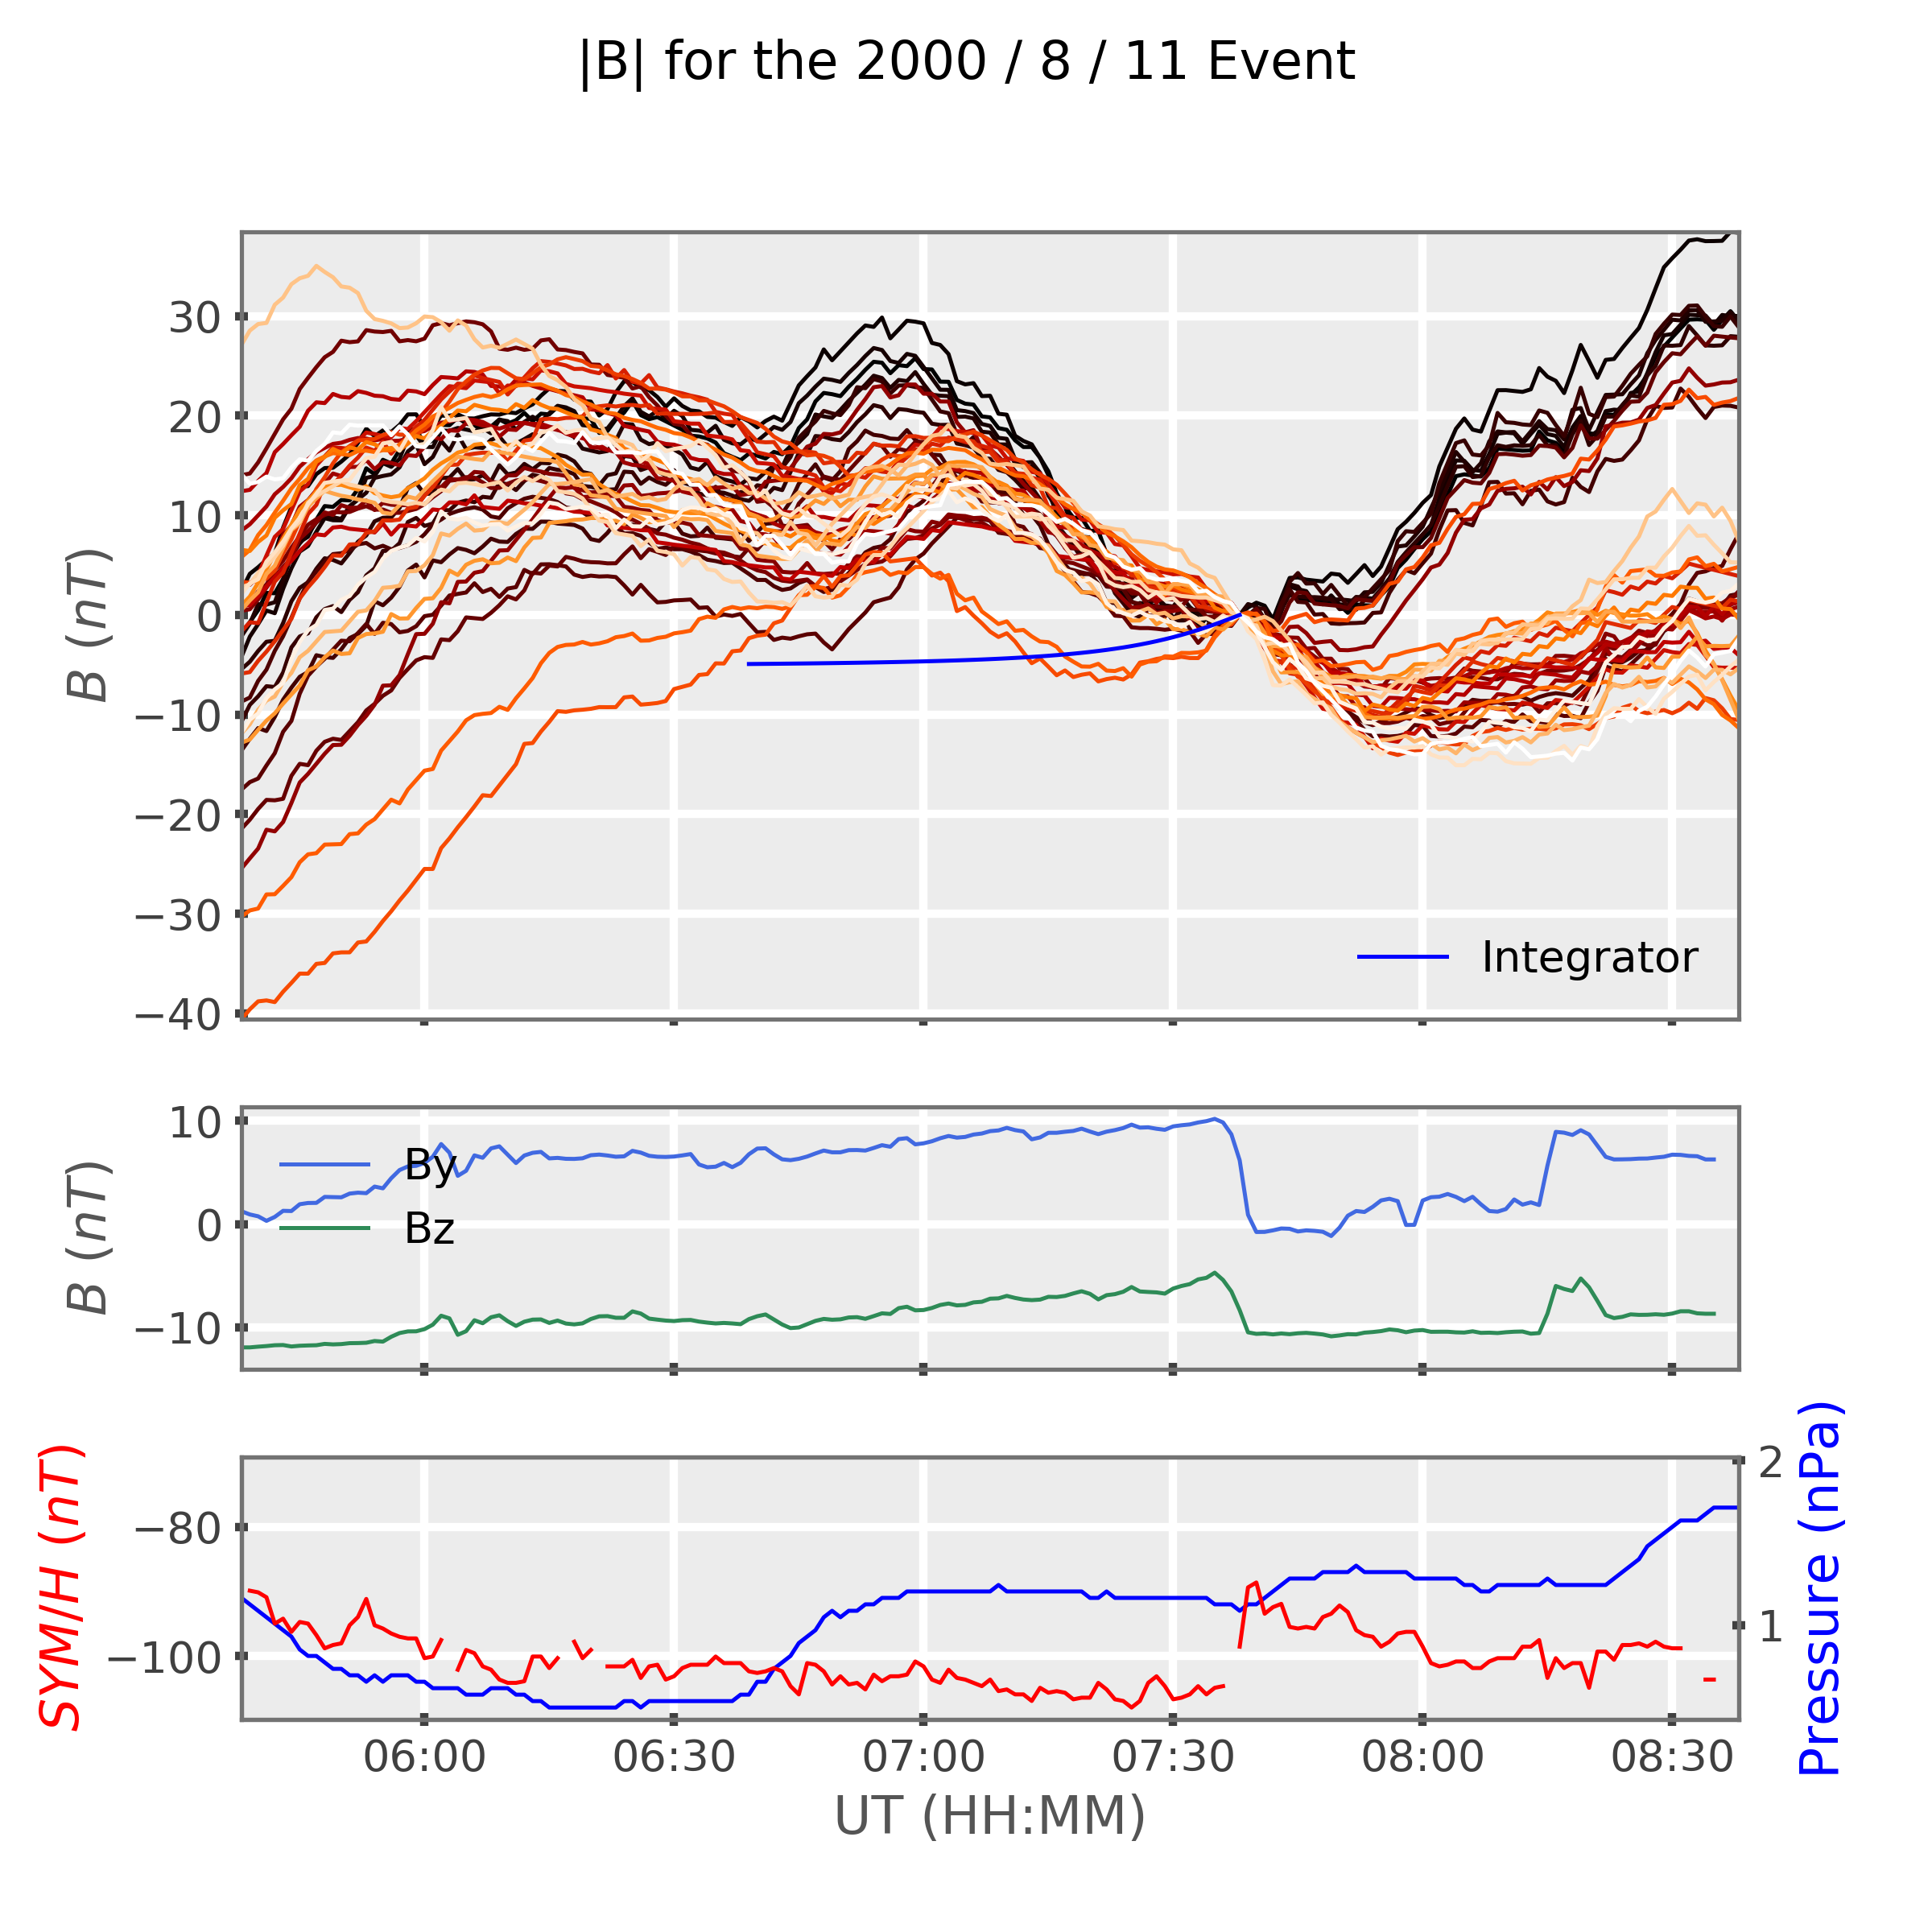 |B| for the 2000 / 8 / 11 Event
B (nT)
30
20
10
0
−10
−20
−30
−40
Integrator
B (nT)
10
0
−10
By
Bz
SYM/H (nT)
−80
−100
2
1
Pressure (nPa)
06:00 06:30 07:00 07:30 08:00 08:30
UT (HH:MM)